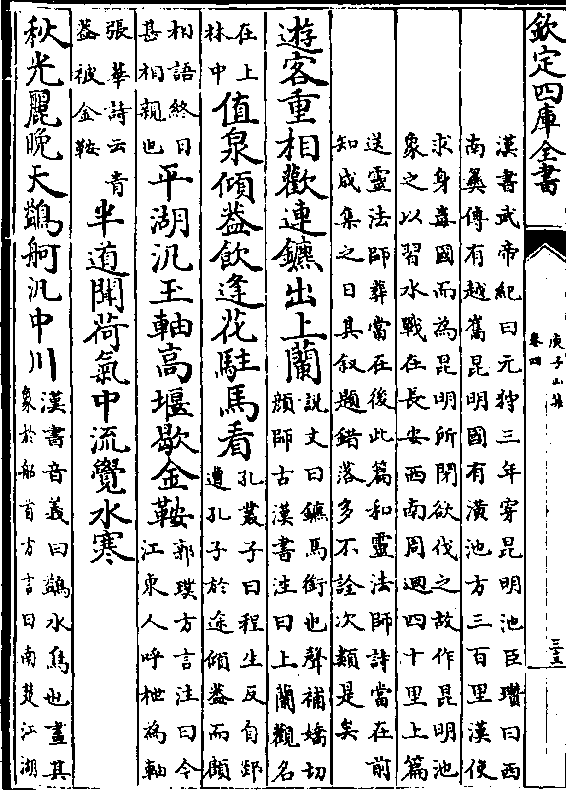 欽定四庫全書
庚子山集
卷四
三五
漢書武帝紀曰元狩三年穿昆明池臣瓚曰西
南夷傳有越嶲昆明國有滇池方三百里漢使
求身毒國而為昆明所閉欲伐之故作昆明池
象之以習水戰在長安西南周迴四十里上篇
送靈法師葬當在後此篇和靈法師詩當在前
知成集之日其叙題錯落多不詮次類是矣
遊客重相歡連鑣出上蘭說文曰鑣馬銜也聲補嬌切
顔師古漢書注曰上蘭觀名
在上
林中值泉傾葢飲逢花駐馬看孔叢子曰程生反自郯
遭孔子於途傾葢而顧
相語終日
甚相親也平湖汎玉軸高堰歇金鞍郭璞方言注曰今
江東人呼柂為軸
張華詩云青
葢被金鞍半道聞荷氣中流覺水寒
秋光麗晚天鷁舸汎中川漢書音義曰鷁水鳥也畫其
象於船首方言曰南楚江湖